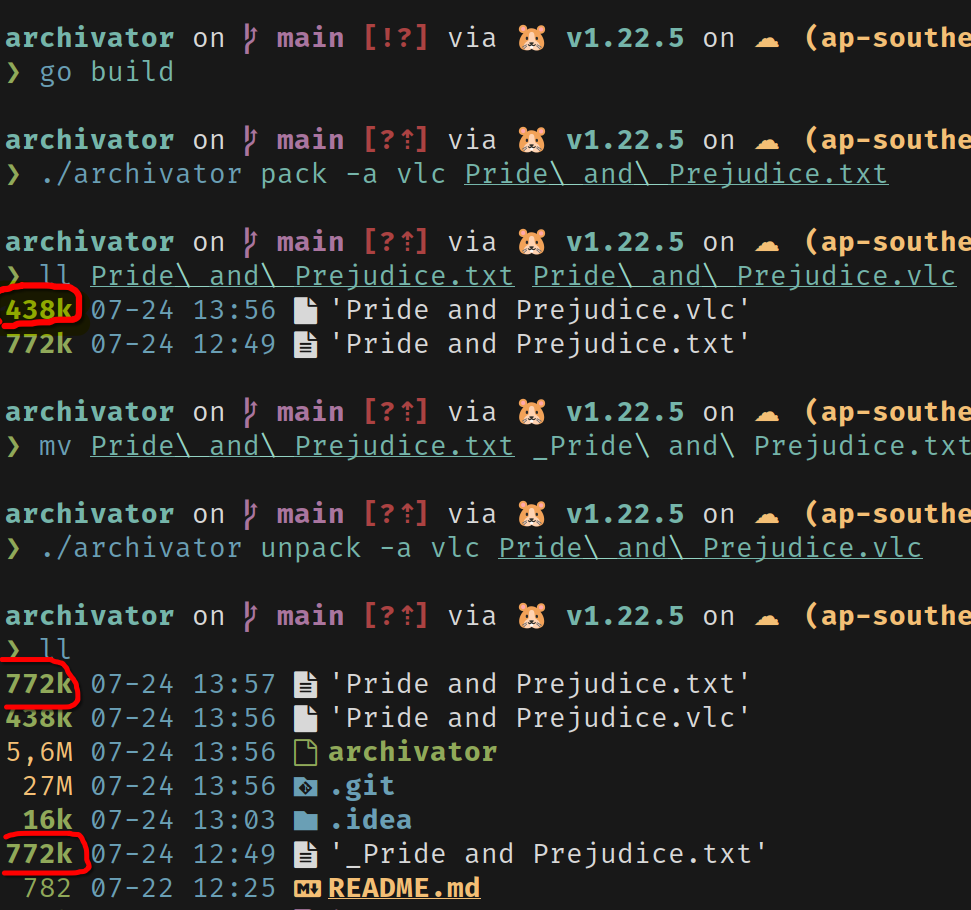 archivator on main [!?] via v1.22.5 on (ap-southe
❯ go build
archivator on main [?⇡] via v1.22.5 on (ap-southe
❯ ./archivator pack -a vlc Pride\ and\ Prejudice.txt
archivator on main [?⇡] via v1.22.5 on (ap-southe
❯ ll Pride\ and\ Prejudice.txt Pride\ and\ Prejudice.vlc
438k 07-24 13:56 'Pride and Prejudice.vlc'
772k 07-24 12:49 'Pride and Prejudice.txt'
archivator on main [?⇡] via v1.22.5 on (ap-southe
❯ mv Pride\ and\ Prejudice.txt _Pride\ and\ Prejudice.txt
archivator on main [?⇡] via v1.22.5 on (ap-southe
❯ ./archivator unpack -a vlc Pride\ and\ Prejudice.vlc
archivator on main [?⇡] via v1.22.5 on (ap-southe
❯ ll
772k 07-24 13:57 'Pride and Prejudice.txt'
438k 07-24 13:56 'Pride and Prejudice.vlc'
5,6M 07-24 13:56 archivator
27M 07-24 13:56 .git
16k 07-24 13:03 .idea
772k 07-24 12:49 '_Pride and Prejudice.txt'
782 07-22 12:25 README.md